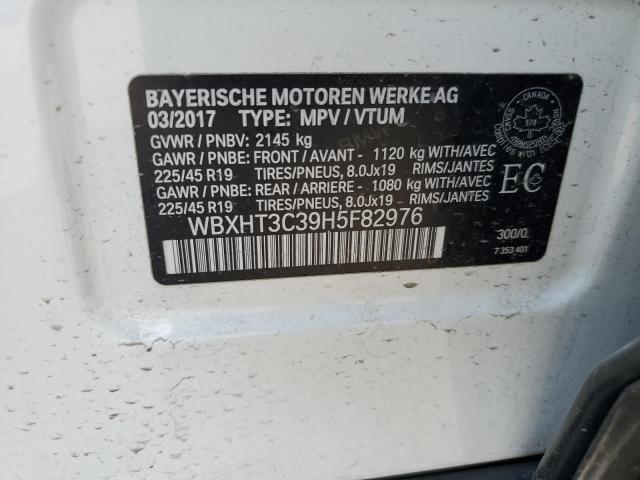 BAYERISCHE MOTOREN WERKE AG
03/2017 TYPE: MPV / VTUM
GVWR / PNBV: 2145 kg
GAWR / PNBE: FRONT / AVANT - 1120 kg WITH/AVEC
225/45 R19 TIRES/PNEUS, 8.0Jx19 RIMS/JANTES
GAWR / PNBE: REAR / ARRIERE - 1080 kg WITH/AVEC
225/45 R19 TIRES/PNEUS, 8.0Jx19 RIMS/JANTES
WBXHT3C39H5F82976
CANADA
978
TRANSPORT
EC
300/0
7 353 401